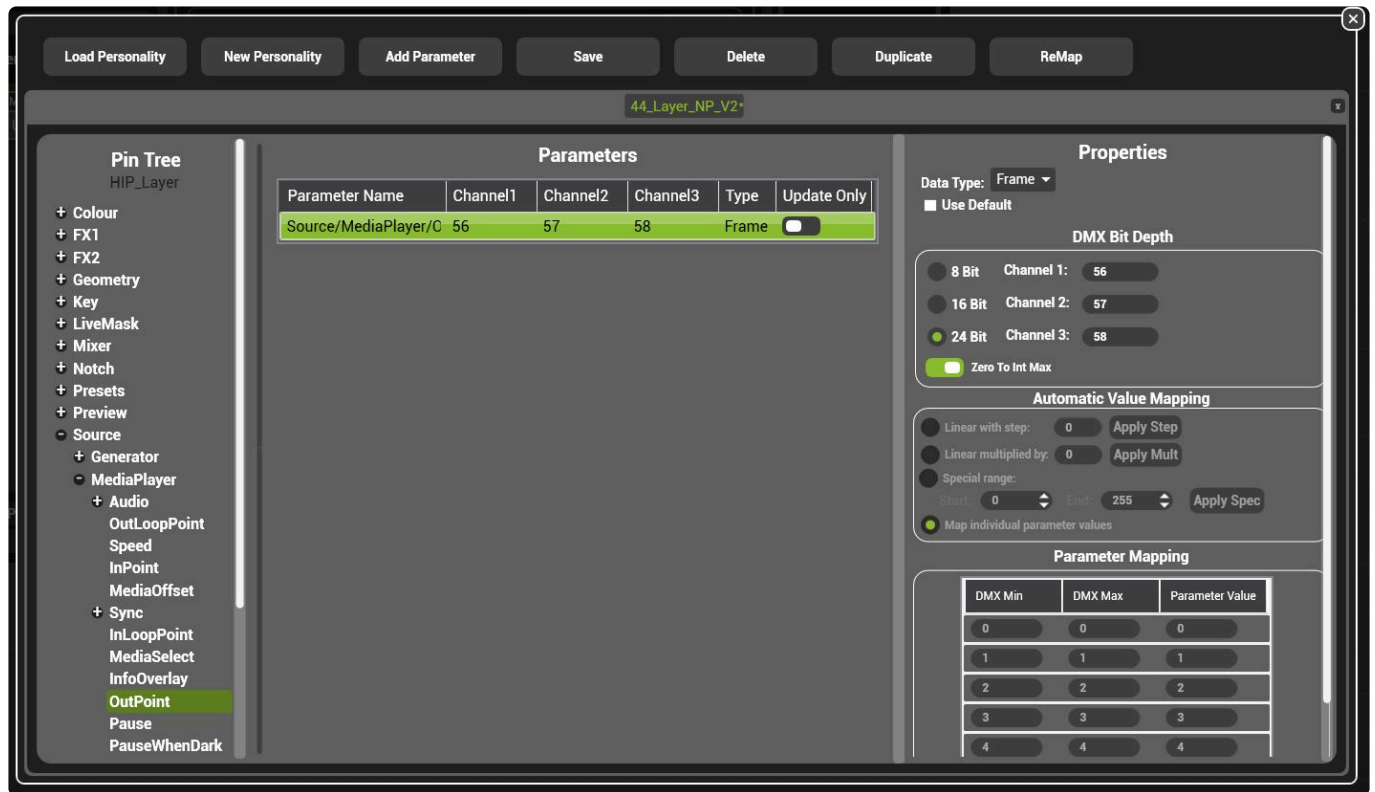 Load Personality New Personality Add Parameter Save Delete Duplicate ReMap
44_Layer_NP_V2*
x
Pin Tree
HIP_Layer
+ Colour
+ FX1
+ FX2
+ Geometry
+ Key
+ LiveMask
+ Mixer
+ Notch
+ Presets
+ Preview
- Source
+ Generator
- MediaPlayer
+ Audio
OutLoopPoint
Speed
InPoint
MediaOffset
+ Sync
InLoopPoint
MediaSelect
InfoOverlay
OutPoint
Pause
PauseWhenDark
Parameters
Parameter Name Channel1 Channel2 Channel3 Type Update Only
Source/MediaPlayer/O 56 57 58 Frame
Properties
Data Type: Frame
Use Default
DMX Bit Depth
8 Bit Channel 1: 56
16 Bit Channel 2: 57
24 Bit Channel 3: 58
Zero To Int Max
Automatic Value Mapping
Linear with step: 0 Apply Step
Linear multiplied by: 0 Apply Mult
Special range:
Start: 0 End: 255 Apply Spec
Map individual parameter values
Parameter Mapping
DMX Min DMX Max Parameter Value
0 0 0
1 1 1
2 2 2
3 3 3
4 4 4